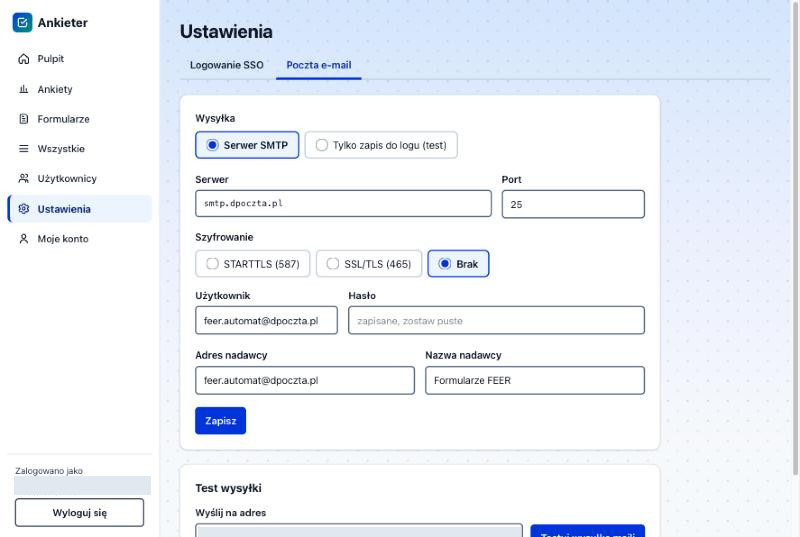 Ankieter
Pulpit
Ankiety
Formularze
Wszystkie
Użytkownicy
Ustawienia
Moje konto
Zalogowano jako
Wyloguj się
Ustawienia
Logowanie SSO Poczta e-mail
Wysyłka
Serwer SMTP Tylko zapis do logu (test)
Serwer Port
smtp.dpoczta.pl 25
Szyfrowanie
STARTTLS (587) SSL/TLS (465) Brak
Użytkownik Hasło
feer.automat@dpoczta.pl zapisane, zostaw puste
Adres nadawcy Nazwa nadawcy
feer.automat@dpoczta.pl Formularze FEER
Zapisz
Test wysyłki
Wyślij na adres